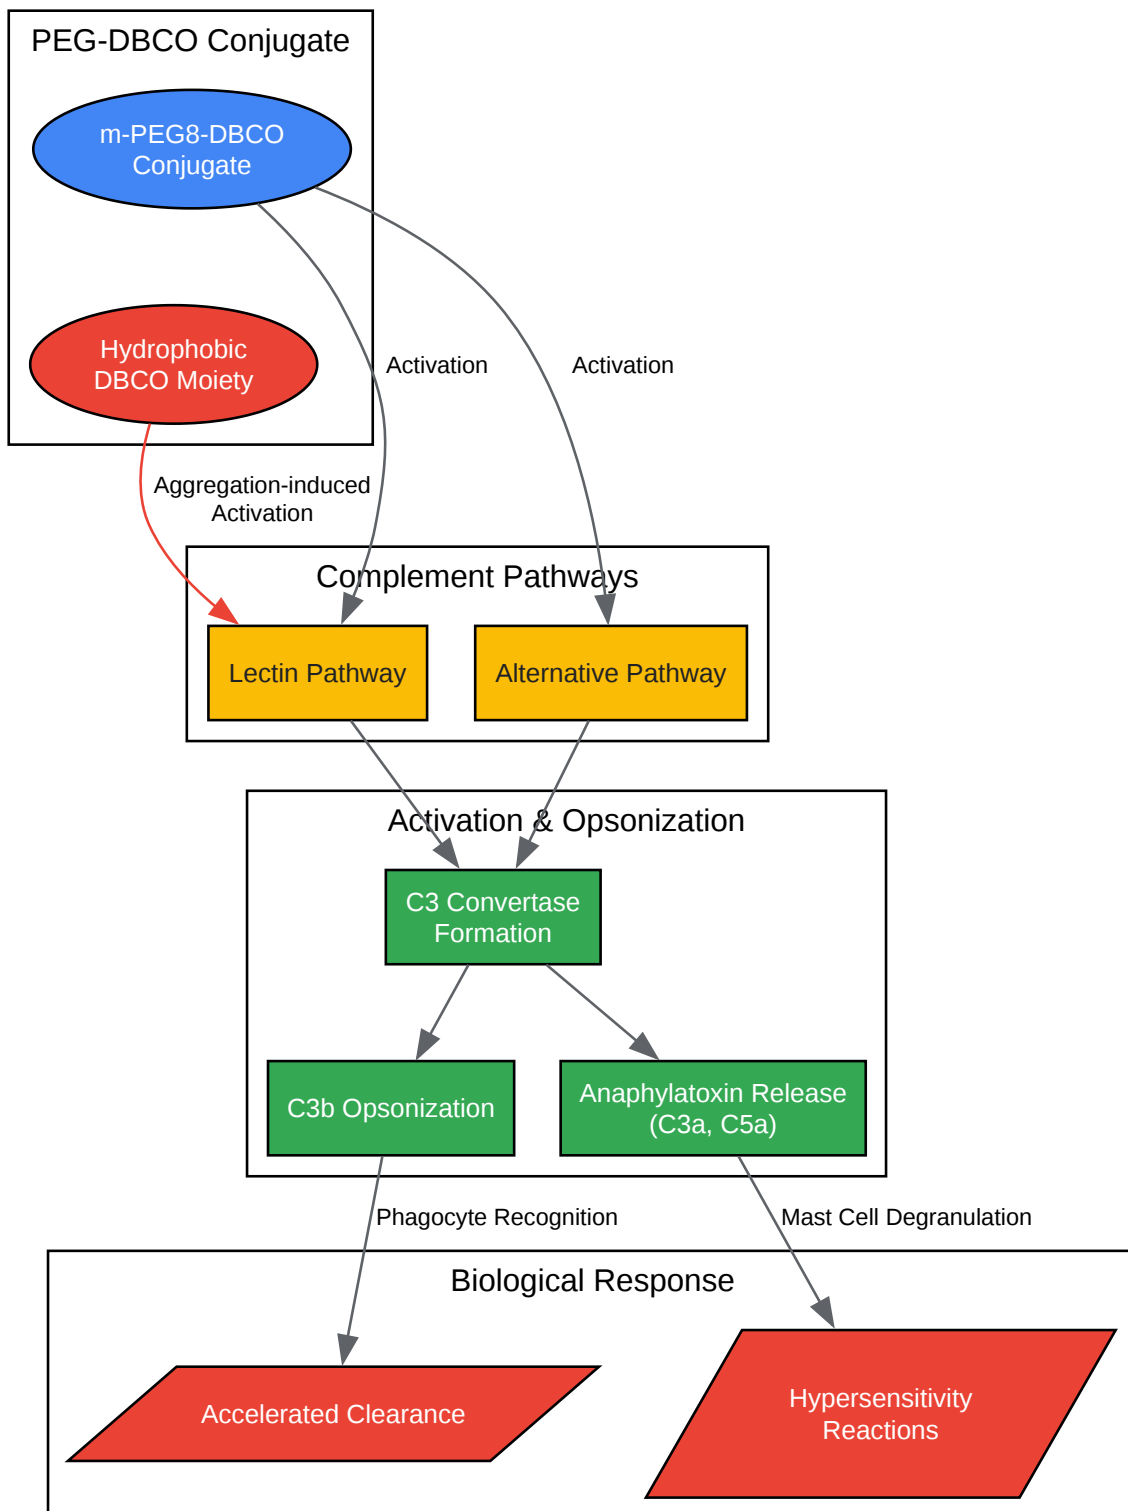 PEG-DBCO Conjugate
m-PEG8-DBCO
Conjugate
Hydrophobic
DBCO Moiety
Activation
Activation
Aggregation-induced
Activation
Complement Pathways
Lectin Pathway
Alternative Pathway
Activation & Opsonization
C3 Convertase
Formation
C3b Opsonization
Anaphylatoxin Release
(C3a, C5a)
Phagocyte Recognition
Mast Cell Degranulation
Biological Response
Accelerated Clearance
Hypersensitivity
Reactions